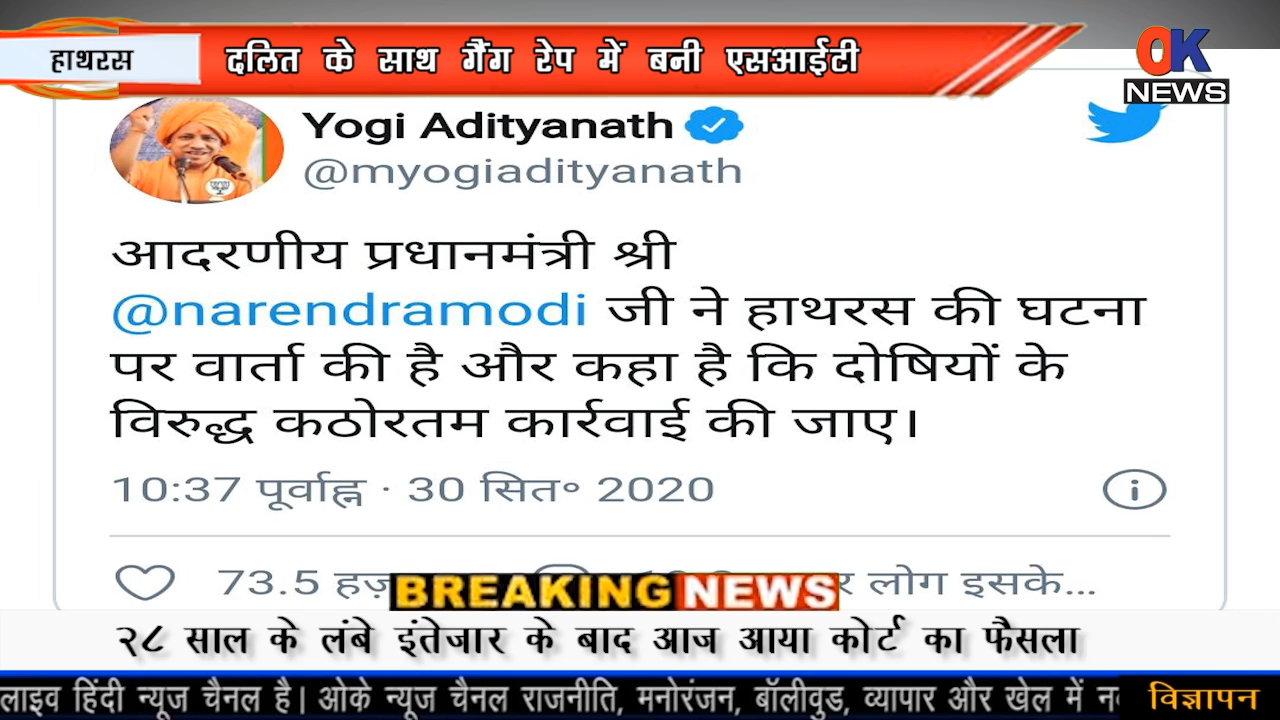 हाथरस
दलित के साथ गैंग रेप में बनी एसआईटी
OK
NEWS
Yogi Adityanath
@myogiadityanath
आदरणीय प्रधानमंत्री श्री
@narendramodi जी ने हाथरस की घटना
पर वार्ता की है और कहा है कि दोषियों के
विरुद्ध कठोरतम कार्रवाई की जाए।
10:37 पूर्वाह्न · 30 सित॰ 2020
73.5 लोग इसके...
BREAKING NEWS
२८ साल के लंबे इंतेजार के बाद आज आया कोर्ट का फैसला
लाइव हिंदी न्यूज चैनल है। ओके न्यूज चैनल राजनीति, मनोरंजन, बॉलीवुड, व्यापार और खेल में
विज्ञापन